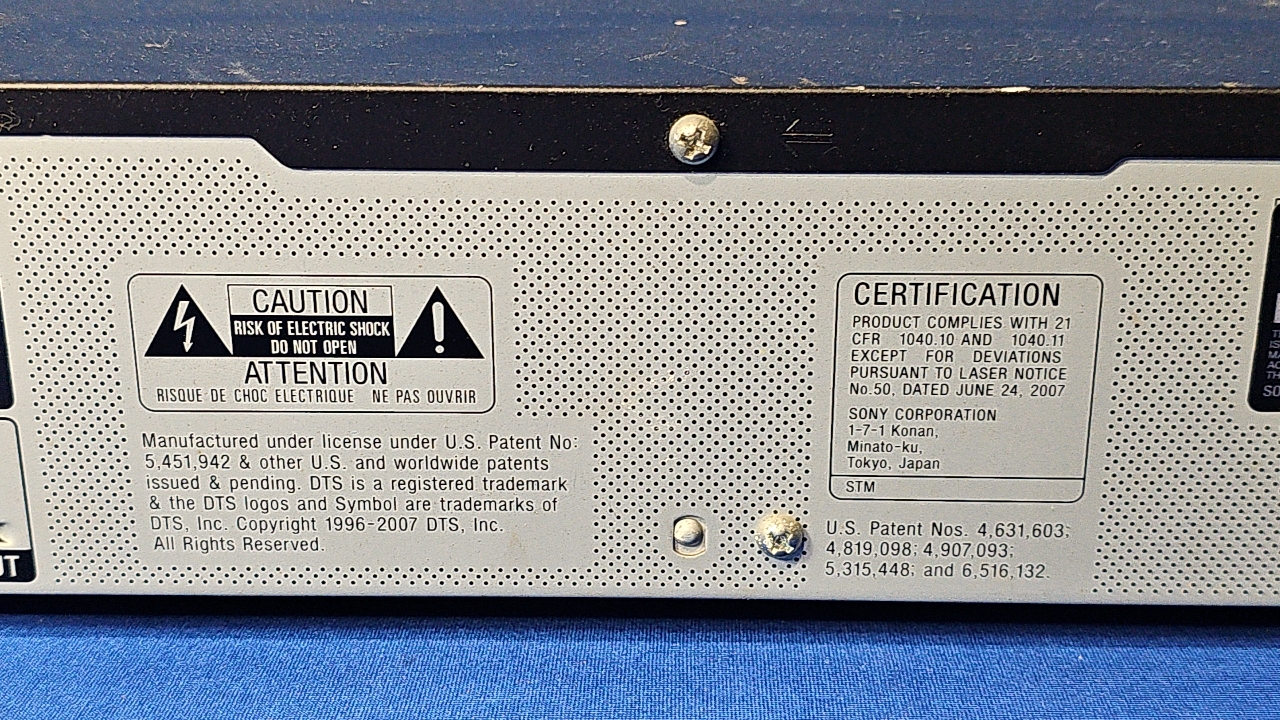 CAUTION
RISK OF ELECTRIC SHOCK
DO NOT OPEN
ATTENTION
RISQUE DE CHOC ELECTRIQUE NE PAS OUVRIR
Manufactured under license under U.S. Patent No:
5,451,942 & other U.S. and worldwide patents
issued & pending. DTS is a registered trademark
& the DTS logos and Symbol are trademarks of
DTS, Inc. Copyright 1996-2007 DTS, Inc.
All Rights Reserved.
CERTIFICATION
PRODUCT COMPLIES WITH 21
CFR 1040.10 AND 1040.11
EXCEPT FOR DEVIATIONS
PURSUANT TO LASER NOTICE
No.50, DATED JUNE 24, 2007
SONY CORPORATION
1-7-1 Konan,
Minato-ku,
Tokyo, Japan
STM
U.S. Patent Nos. 4,631,603;
4,819,098; 4,907,093;
5,315,448; and 6,516,132.